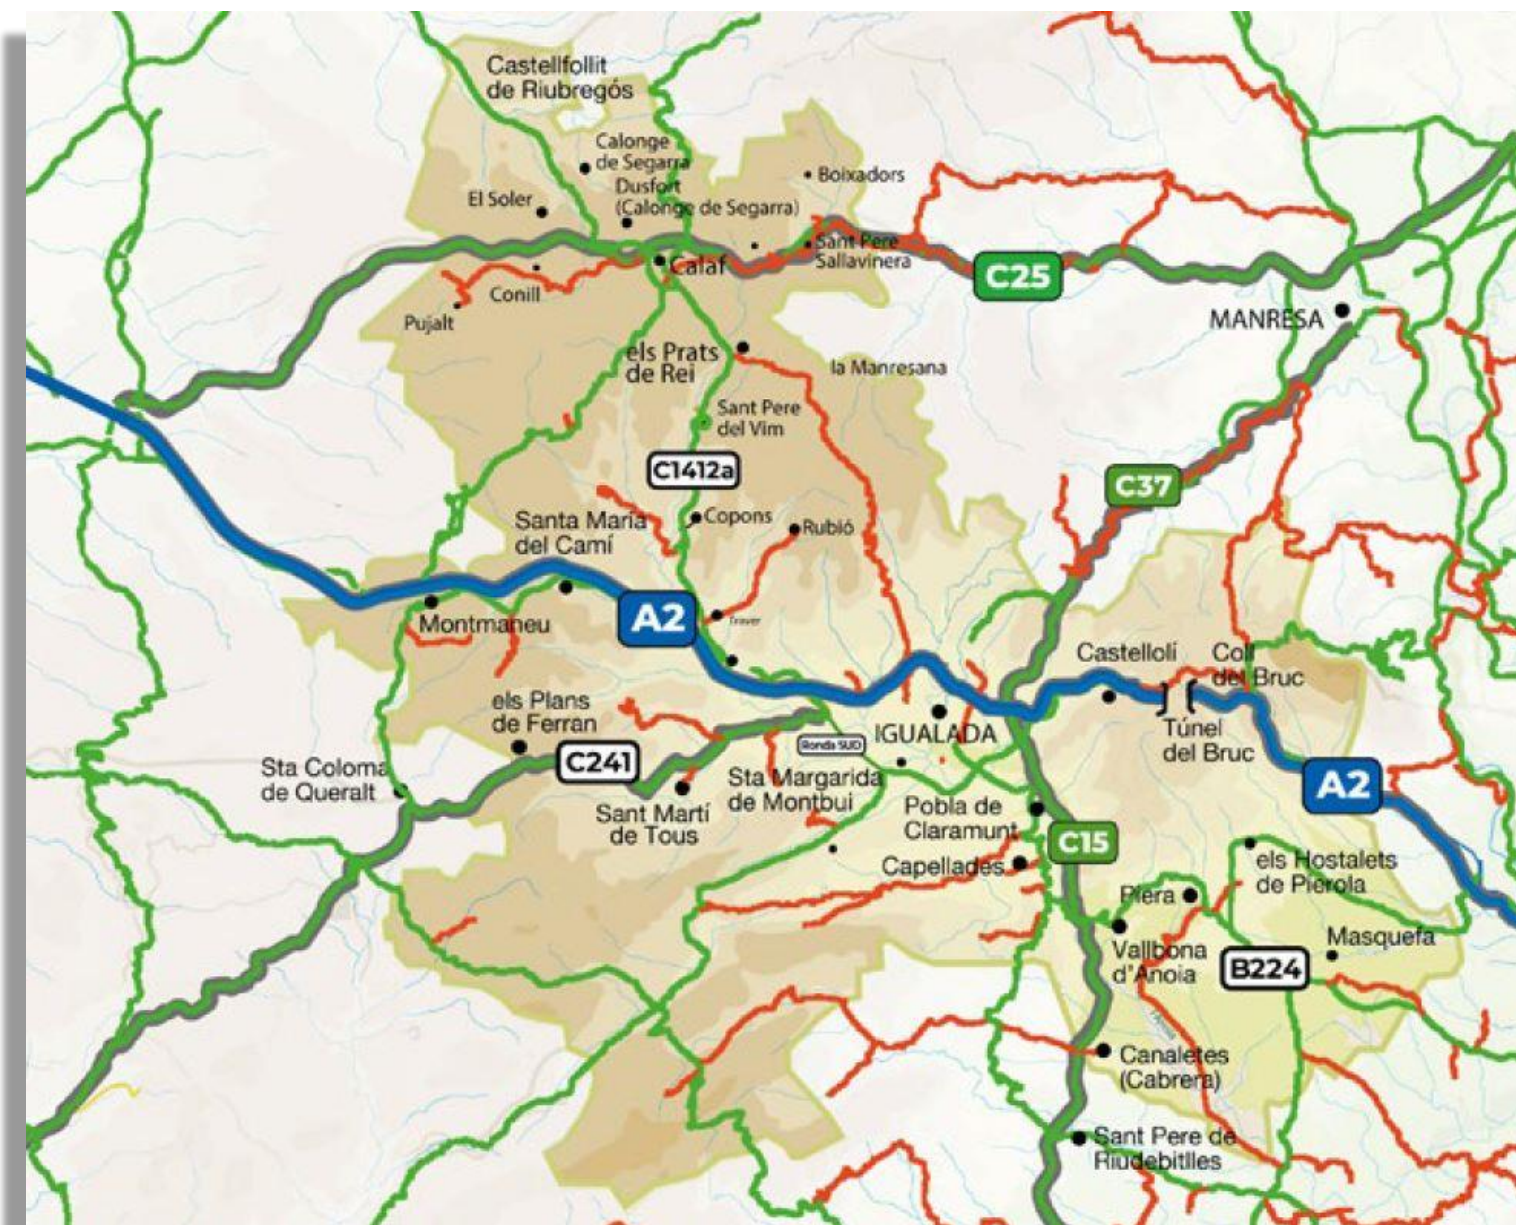 Castellfollit
de Riubregós
Calonge
de Segarra
Dusfort
(Calonge de Segarra)
El Soler
Boixadors
Sant Pere
Sallavinera
Calaf
C25
Conill
Pujalt
MANRESA
els Prats
de Rei
la Manresana
Sant Pere
del Vim
C1412a
C37
Copons
Rubió
Santa María
del Camí
A2
Montmaneu
Traver
Castellolí
Coll
del Bruc
els Plans
de Ferran
IGUALADA
Túnel
del Bruc
Ronda SUD
C241
Sta Coloma
de Queralt
Sta Margarida
de Montbui
A2
Sant Martí
de Tous
Pobla de
Claramunt
C15
Capellades
els Hostalets
de Pierola
Piera
Masquefa
Vallbona
d'Anoia
B224
Canaletes
(Cabrera)
Sant Pere de
Riudebitlles